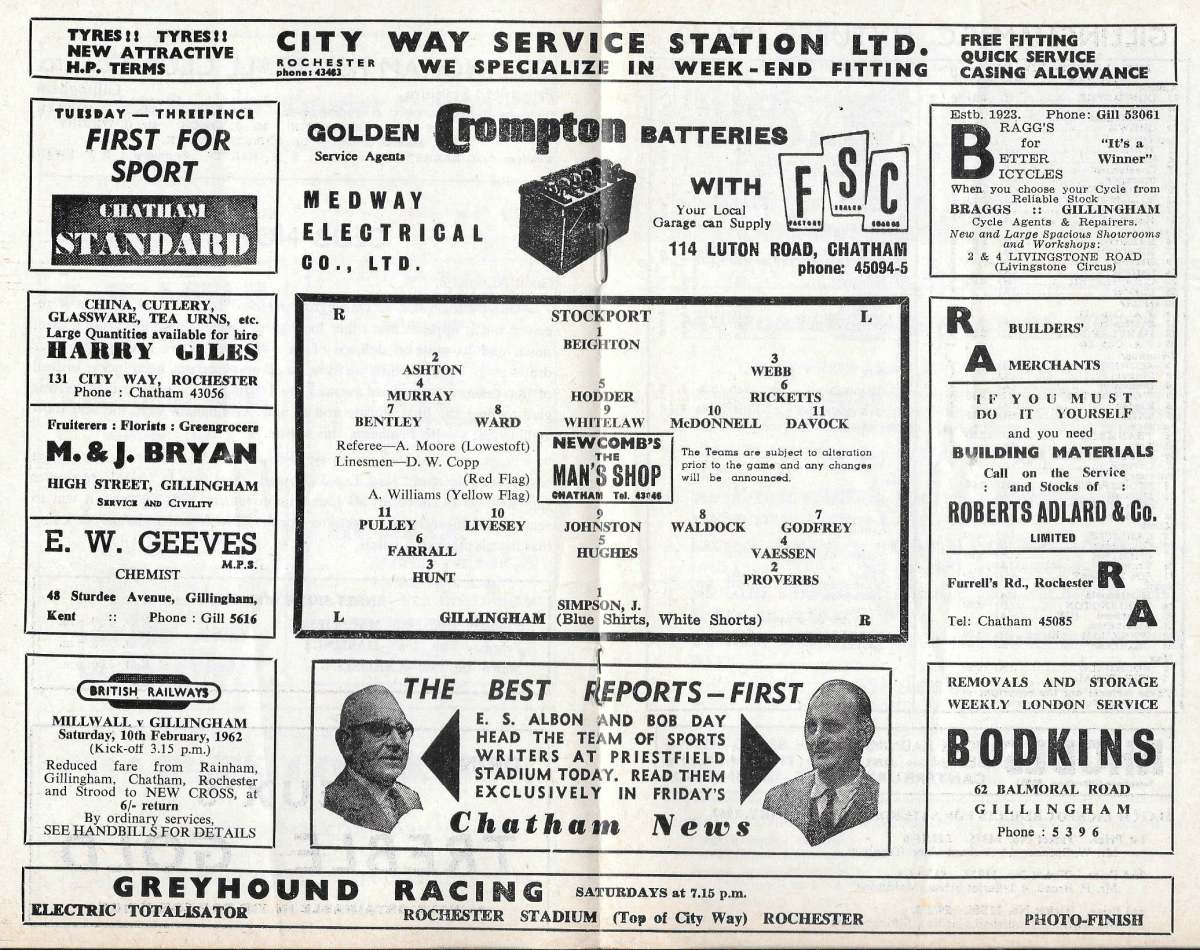 TYRES!! TYRES!!
NEW ATTRACTIVE
H.P. TERMS
CITY WAY SERVICE STATION LTD.
ROCHESTER
phone: 43463
WE SPECIALIZE IN WEEK-END FITTING
FREE FITTING
QUICK SERVICE
CASING ALLOWANCE
TUESDAY — THREEPENCE
FIRST FOR
SPORT
CHATHAM
STANDARD
GOLDEN Crompton BATTERIES
Service Agents
MEDWAY
ELECTRICAL
CO., LTD.
WITH
Your Local
Garage can Supply
FSC
FACTORY SEALED CHARGE
114 LUTON ROAD, CHATHAM
phone: 45094-5
Estb. 1923. Phone: Gill 53061
BRAGG'S
for
BETTER
BICYCLES
"It's a
Winner"
When you choose your Cycle from
Reliable Stock
BRAGGS :: GILLINGHAM
Cycle Agents & Repairers.
New and Large Spacious Showrooms
and Workshops:
2 & 4 LIVINGSTONE ROAD
(Livingstone Circus)
CHINA, CUTLERY,
GLASSWARE, TEA URNS, etc.
Large Quantities available for hire
HARRY GILES
131 CITY WAY, ROCHESTER
Phone : Chatham 43056
Fruiterers : Florists : Greengrocers
M. & J. BRYAN
HIGH STREET, GILLINGHAM
SERVICE AND CIVILITY
E. W. GEEVES
M.P.S.
CHEMIST
48 Sturdee Avenue, Gillingham,
Kent :: Phone : Gill 5616
R STOCKPORT L
1
BEIGHTON
2 3
ASHTON WEBB
4 5 6
MURRAY HODDER RICKETTS
7 8 9 10 11
BENTLEY WARD WHITELAW McDONNELL DAVOCK
Referee—A. Moore (Lowestoft)
Linesmen—D. W. Copp
(Red Flag)
A. Williams (Yellow Flag)
NEWCOMB'S
THE
MAN'S SHOP
CHATHAM Tel.
The Teams are subject to alteration
prior to the game and any changes
will be announced.
11 10 9 8 7
PULLEY LIVESEY JOHNSTON WALDOCK GODFREY
6 5 4
FARRALL HUGHES VAESSEN
3 2
HUNT PROVERBS
1
SIMPSON, J.
L GILLINGHAM (Blue Shirts, White Shorts) R
R BUILDERS'
A MERCHANTS
IF YOU MUST
DO IT YOURSELF
and you need
BUILDING MATERIALS
Call on the Service
: and Stocks of :
ROBERTS ADLARD & Co.
LIMITED
Furrell's Rd., Rochester R
Tel: Chatham 45085 A
BRITISH RAILWAYS
MILLWALL v GILLINGHAM
Saturday, 10th February, 1962
(Kick-off 3.15 p.m.)
Reduced fare from Rainham,
Gillingham, Chatham, Rochester
and Strood to NEW CROSS, at
6/- return
By ordinary services,
SEE HANDBILLS FOR DETAILS
THE BEST REPORTS—FIRST
E. S. ALBON AND BOB DAY
HEAD THE TEAM OF SPORTS
WRITERS AT PRIESTFIELD
STADIUM TODAY. READ THEM
EXCLUSIVELY IN FRIDAY'S
Chatham News
REMOVALS AND STORAGE
WEEKLY LONDON SERVICE
BODKINS
62 BALMORAL ROAD
GILLINGHAM
Phone : 5396
GREYHOUND RACING SATURDAYS at 7.15 p.m.
ELECTRIC TOTALISATOR ROCHESTER STADIUM (Top of City Way) ROCHESTER PHOTO-FINISH